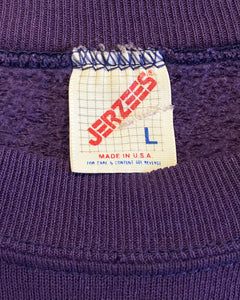 JERZEES
L
MADE IN U.S.A.
FOR CARE & CONTENT SEE REVERSE